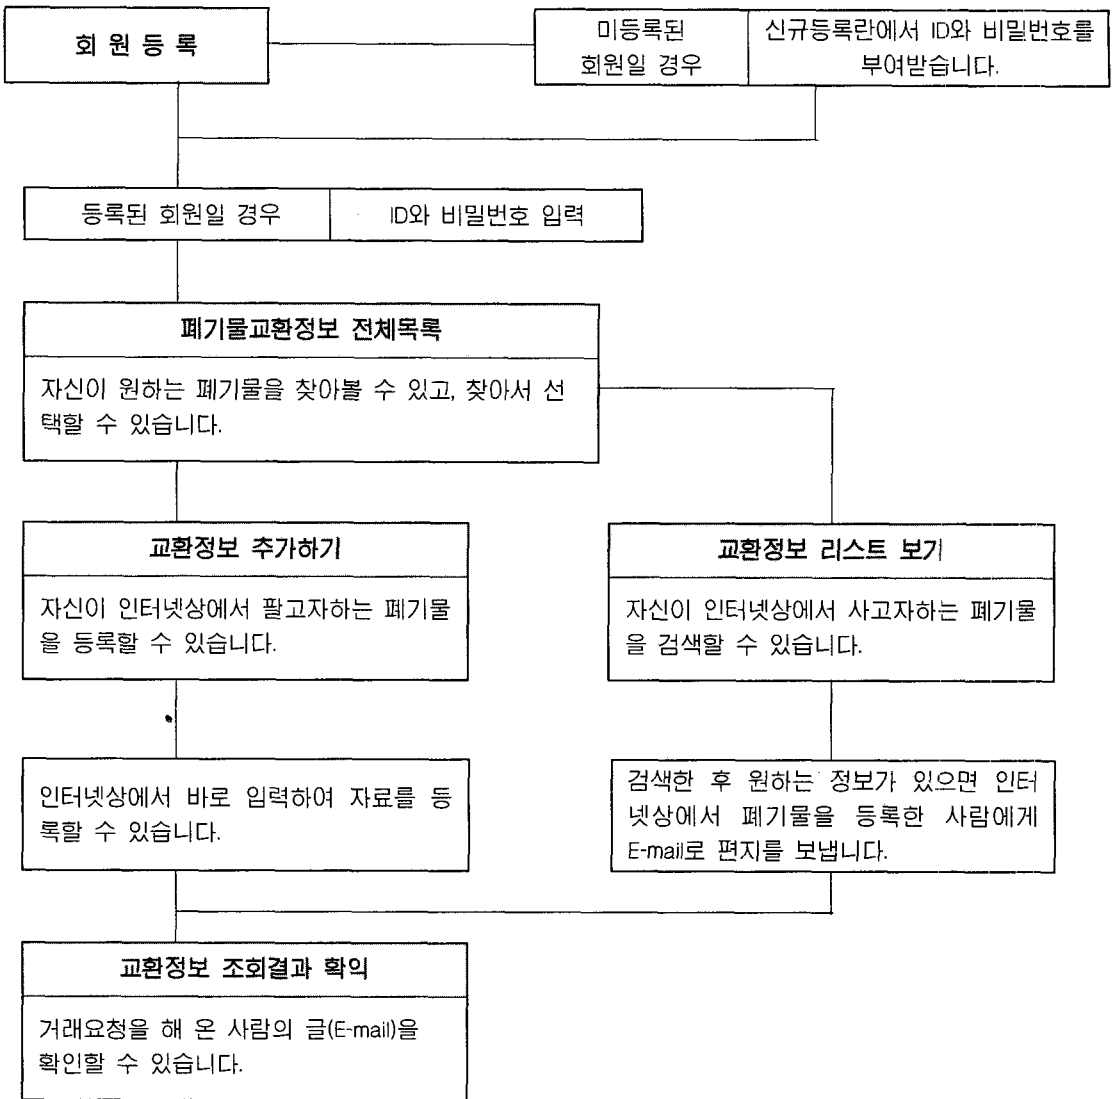 회 원 등 록
미등록된
회원일 경우
신규등록란에서 ID와 비밀번호를
부여받습니다.
등록된 회원일 경우
ID와 비밀번호 입력
폐기물교환정보 전체목록
자신이 원하는 폐기물을 찾아볼 수 있고, 찾아서 선
택할 수 있습니다.
교환정보 추가하기
자신이 인터넷상에서 팔고자하는 폐기물
을 등록할 수 있습니다.
교환정보 리스트 보기
자신이 인터넷상에서 사고자하는 폐기물
을 검색할 수 있습니다.
인터넷상에서 바로 입력하여 자료를 등
록할 수 있습니다.
검색한 후 원하는 정보가 있으면 인터
넷상에서 폐기물을 등록한 사람에게
E-mail로 편지를 보냅니다.
교환정보 조회결과 확익
거래요청을 해 온 사람의 글(E-mail)을
확인할 수 있습니다.